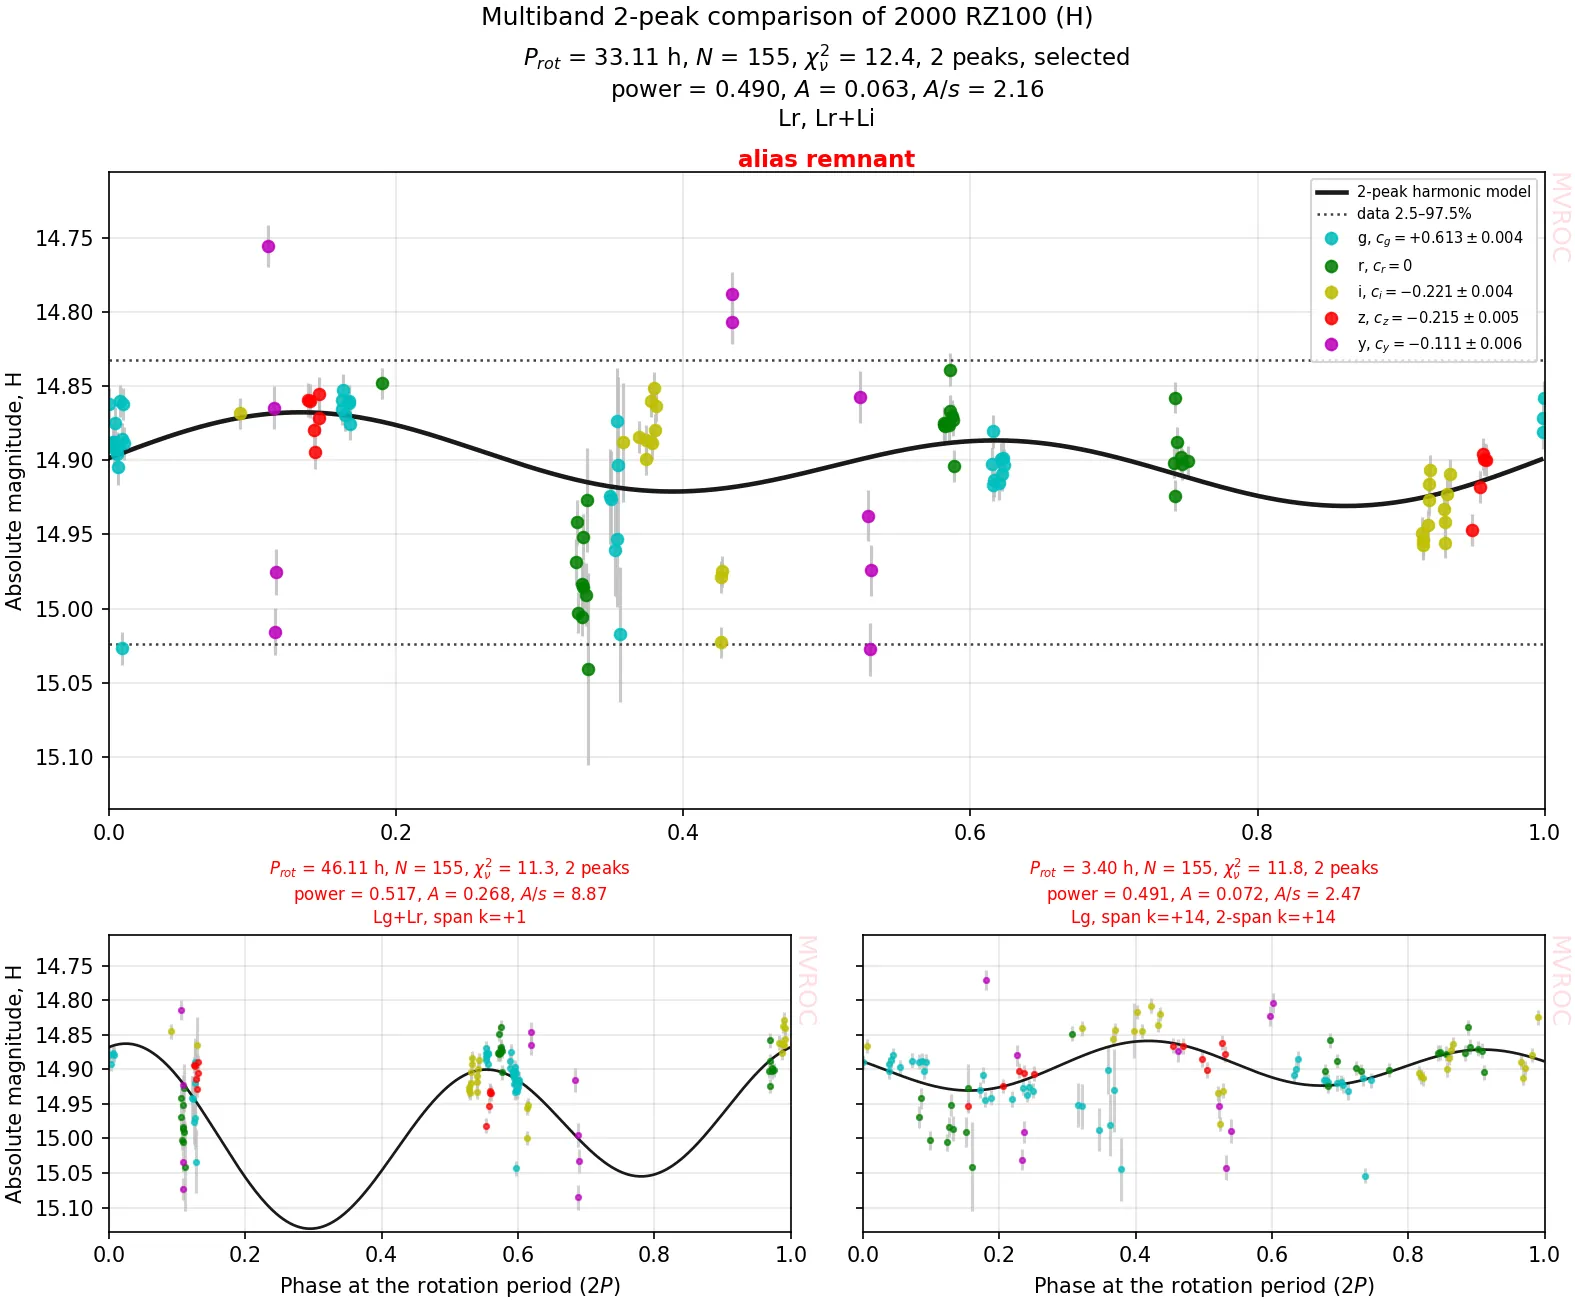 Multiband 2-peak comparison of 2000 RZ100 (H)
P_rot = 33.11 h, N = 155, χ²_ν = 12.4, 2 peaks, selected
power = 0.490, A = 0.063, A/s = 2.16
Lr, Lr+Li
alias remnant
Absolute magnitude, H
14.75
14.80
14.85
14.90
14.95
15.00
15.05
15.10
0.0
0.2
0.4
0.6
0.8
1.0
2-peak harmonic model
data 2.5–97.5%
g, c_g = +0.613 ± 0.004
r, c_r = 0
i, c_i = −0.221 ± 0.004
z, c_z = −0.215 ± 0.005
y, c_y = −0.111 ± 0.006
MVROC
P_rot = 46.11 h, N = 155, χ²_ν = 11.3, 2 peaks
power = 0.517, A = 0.268, A/s = 8.87
Lg+Lr, span k=+1
Absolute magnitude, H
14.75
14.80
14.85
14.90
14.95
15.00
15.05
15.10
0.0
0.2
0.4
0.6
0.8
1.0
Phase at the rotation period (2P)
MVROC
P_rot = 3.40 h, N = 155, χ²_ν = 11.8, 2 peaks
power = 0.491, A = 0.072, A/s = 2.47
Lg, span k=+14, 2-span k=+14
0.0
0.2
0.4
0.6
0.8
1.0
Phase at the rotation period (2P)
MVROC